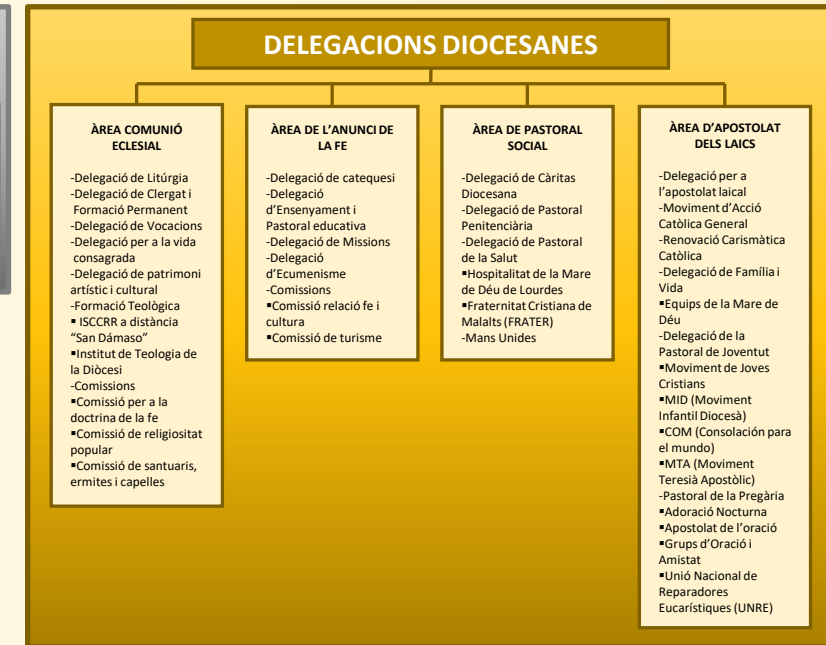 DELEGACIONS DIOCESANES
ÀREA COMUNIÓ
ECLESIAL
-Delegació de Litúrgia
-Delegació de Clergat i
Formació Permanent
-Delegació de Vocacions
-Delegació per a la vida
consagrada
-Delegació de patrimoni
artístic i cultural
-Formació Teològica
▪ ISCCRR a distància
“San Dámaso”
▪Institut de Teologia de
la Diòcesi
-Comissions
▪Comissió per a la
doctrina de la fe
▪Comissió de religiositat
popular
▪Comissió de santuaris,
ermites i capelles
ÀREA DE L’ANUNCI DE
LA FE
-Delegació de catequesi
-Delegació
d’Ensenyament i
Pastoral educativa
-Delegació de Missions
-Delegació
d’Ecumenisme
-Comissions
▪Comissió relació fe i
cultura
▪Comissió de turisme
ÀREA DE PASTORAL
SOCIAL
-Delegació de Càritas
Diocesana
-Delegació de Pastoral
Penitenciària
-Delegació de Pastoral
de la Salut
▪Hospitalitat de la Mare
de Déu de Lourdes
▪Fraternitat Cristiana de
Malalts (FRATER)
-Mans Unides
ÀREA D’APOSTOLAT
DELS LAICS
-Delegació per a
l’apostolat laical
-Moviment d’Acció
Catòlica General
-Renovació Carismàtica
Catòlica
-Delegació de Família i
Vida
▪Equips de la Mare de
Déu
-Delegació de la
Pastoral de Joventut
▪Moviment de Joves
Cristians
▪MID (Moviment
Infantil Diocesà)
▪COM (Consolación para
el mundo)
▪MTA (Moviment
Teresià Apostòlic)
-Pastoral de la Pregària
▪Adoració Nocturna
▪Apostolat de l’oració
▪Grups d’Oració i
Amistat
▪Unió Nacional de
Reparadores
Eucarístiques (UNRE)